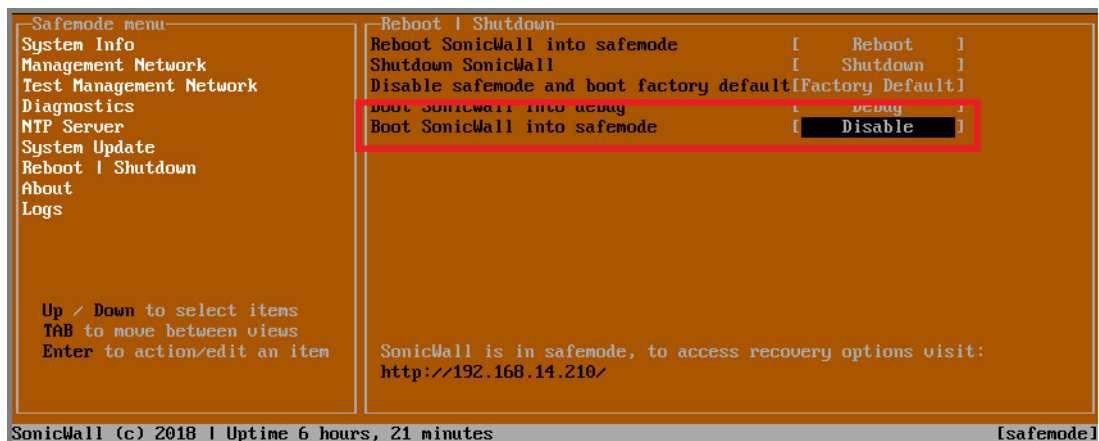 Safemode menu
System Info
Management Network
Test Management Network
Diagnostics
NTP Server
System Update
Reboot | Shutdown
About
Logs
Up / Down to select items
TAB to move between views
Enter to action/edit an item
Reboot | Shutdown
Reboot SonicWall into safemode [ Reboot ]
Shutdown SonicWall [ Shutdown ]
Disable safemode and boot factory default[Factory Default]
Boot SonicWall into debug [ Debug ]
Boot SonicWall into safemode [ Disable ]
SonicWall is in safemode, to access recovery options visit:
http://192.168.14.210/
SonicWall (c) 2018 | Uptime 6 hours, 21 minutes [safemode]